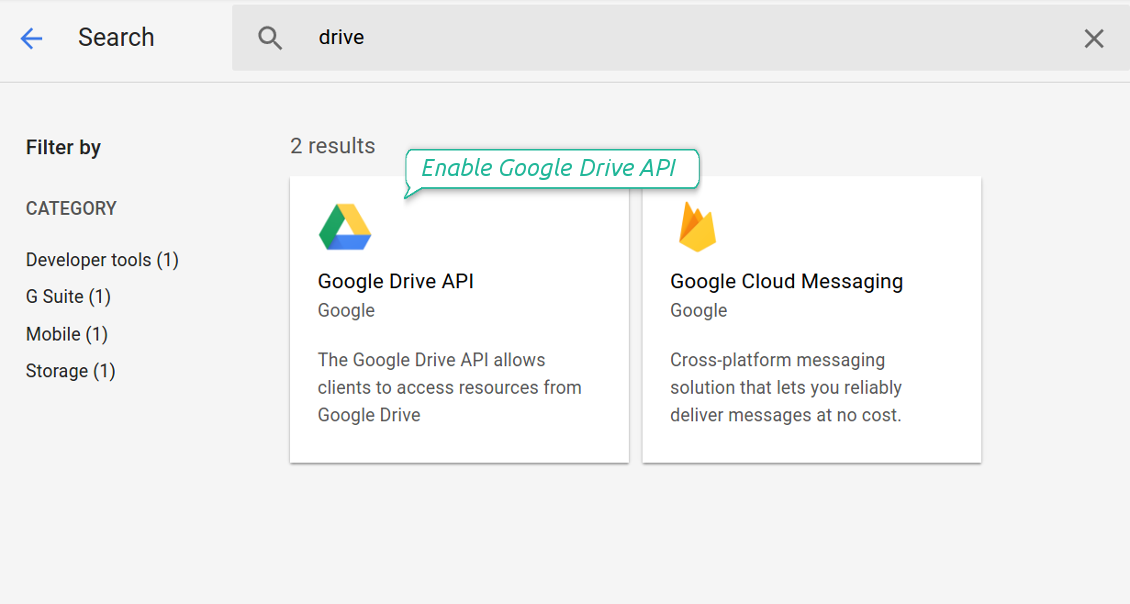 Search
drive
Filter by
CATEGORY
Developer tools (1)
G Suite (1)
Mobile (1)
Storage (1)
2 results
Enable Google Drive API
Google Drive API
Google
The Google Drive API allows
clients to access resources from
Google Drive
Google Cloud Messaging
Google
Cross-platform messaging
solution that lets you reliably
deliver messages at no cost.